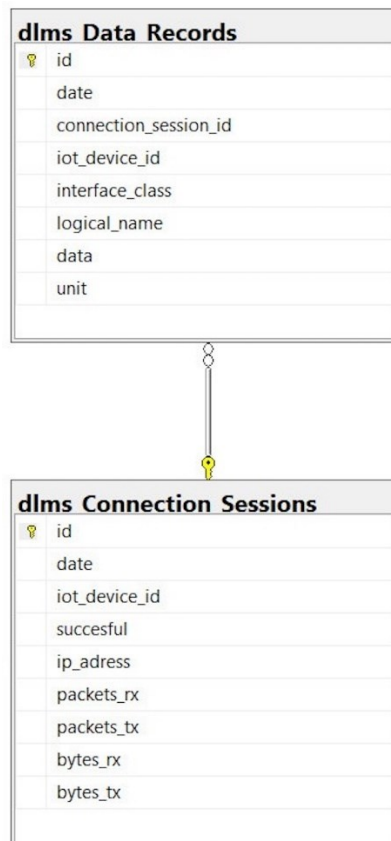 dlms Data Records
id
date
connection_session_id
iot_device_id
interface_class
logical_name
data
unit
dlms Connection Sessions
id
date
iot_device_id
succesful
ip_adress
packets_rx
packets_tx
bytes_rx
bytes_tx